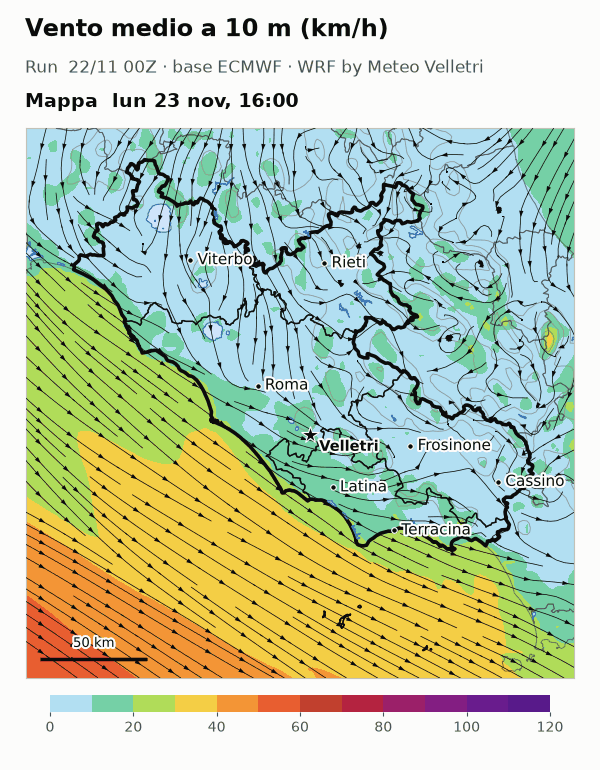 Vento medio a 10 m (km/h)
Run 22/11 00Z · base ECMWF · WRF by Meteo Velletri
Mappa lun 23 nov, 16:00
Viterbo
Rieti
Roma
Velletri
Frosinone
Latina
Cassino
Terracina
50 km
0 20 40 60 80 100 120